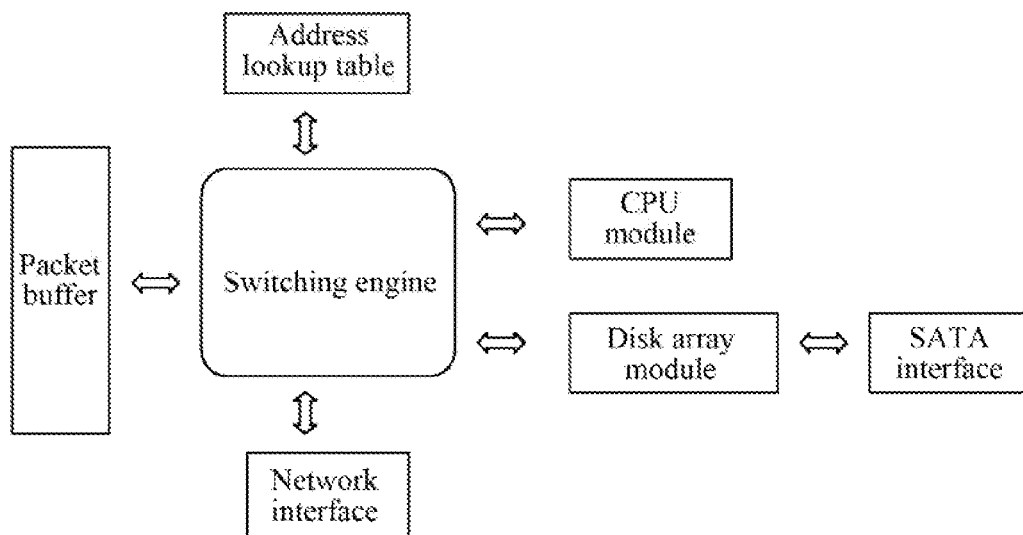 Address
lookup table
Packet
buffer
Switching engine
CPU
module
Disk array
module
SATA
interface
Network
interface